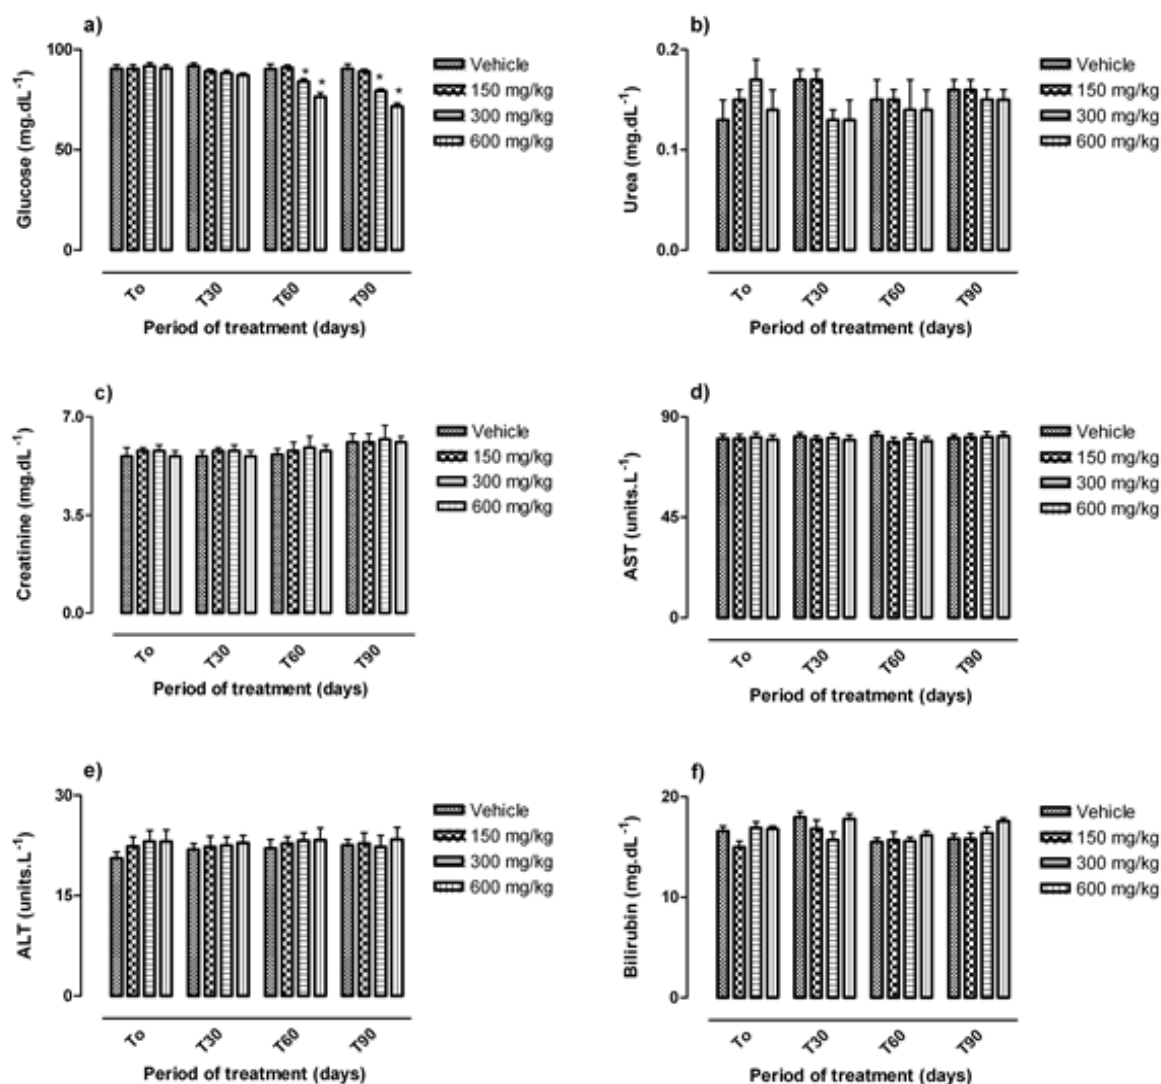 a)
Glucose (mg.dL-1)
100
50
0
* *
* *
Vehicle
150 mg/kg
300 mg/kg
600 mg/kg
To T30 T60 T90
Period of treatment (days)
b)
Urea (mg.dL-1)
0.2
0.1
0.0
Vehicle
150 mg/kg
300 mg/kg
600 mg/kg
To T30 T60 T90
Period of treatment (days)
c)
Creatinine (mg.dL-1)
7.0
3.5
0.0
Vehicle
150 mg/kg
300 mg/kg
600 mg/kg
To T30 T60 T90
Period of treatment (days)
d)
AST (units.L-1)
90
45
0
Vehicle
150 mg/kg
300 mg/kg
600 mg/kg
To T30 T60 T90
Period of treatment (days)
e)
ALT (units.L-1)
30
15
0
Vehicle
150 mg/kg
300 mg/kg
600 mg/kg
To T30 T60 T90
Period of treatment (days)
f)
Bilirubin (mg.dL-1)
20
10
0
Vehicle
150 mg/kg
300 mg/kg
600 mg/kg
To T30 T60 T90
Period of treatment (days)